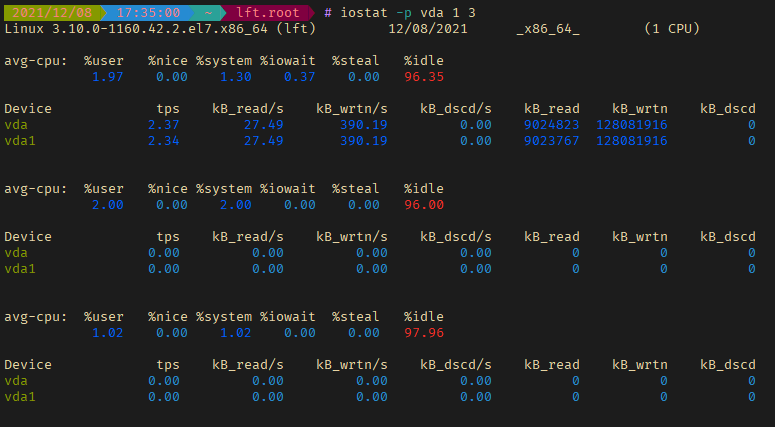 2021/12/08 17:35:00 ~ lft.root # iostat -p vda 1 3
Linux 3.10.0-1160.42.2.el7.x86_64 (lft) 12/08/2021 _x86_64_ (1 CPU)
avg-cpu: %user %nice %system %iowait %steal %idle
1.97 0.00 1.30 0.37 0.00 96.35
Device tps kB_read/s kB_wrtn/s kB_dscd/s kB_read kB_wrtn kB_dscd
vda 2.37 27.49 390.19 0.00 9024823 128081916 0
vda1 2.34 27.49 390.19 0.00 9023767 128081916 0
avg-cpu: %user %nice %system %iowait %steal %idle
2.00 0.00 2.00 0.00 0.00 96.00
Device tps kB_read/s kB_wrtn/s kB_dscd/s kB_read kB_wrtn kB_dscd
vda 0.00 0.00 0.00 0.00 0 0 0
vda1 0.00 0.00 0.00 0.00 0 0 0
avg-cpu: %user %nice %system %iowait %steal %idle
1.02 0.00 1.02 0.00 0.00 97.96
Device tps kB_read/s kB_wrtn/s kB_dscd/s kB_read kB_wrtn kB_dscd
vda 0.00 0.00 0.00 0.00 0 0 0
vda1 0.00 0.00 0.00 0.00 0 0 0